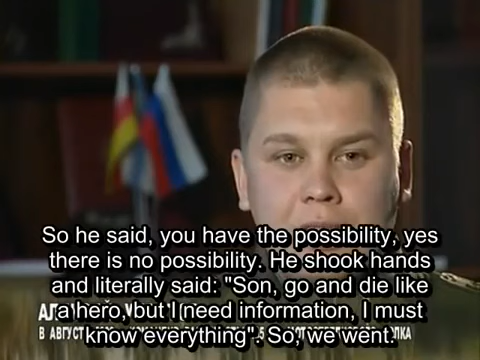 So he said, you have the possibility, yes
there is no possibility. He shook hands
and literally said: "Son, go and die like
a hero, but I need information, I must
know everything". So, we went.
В АВГУСТ